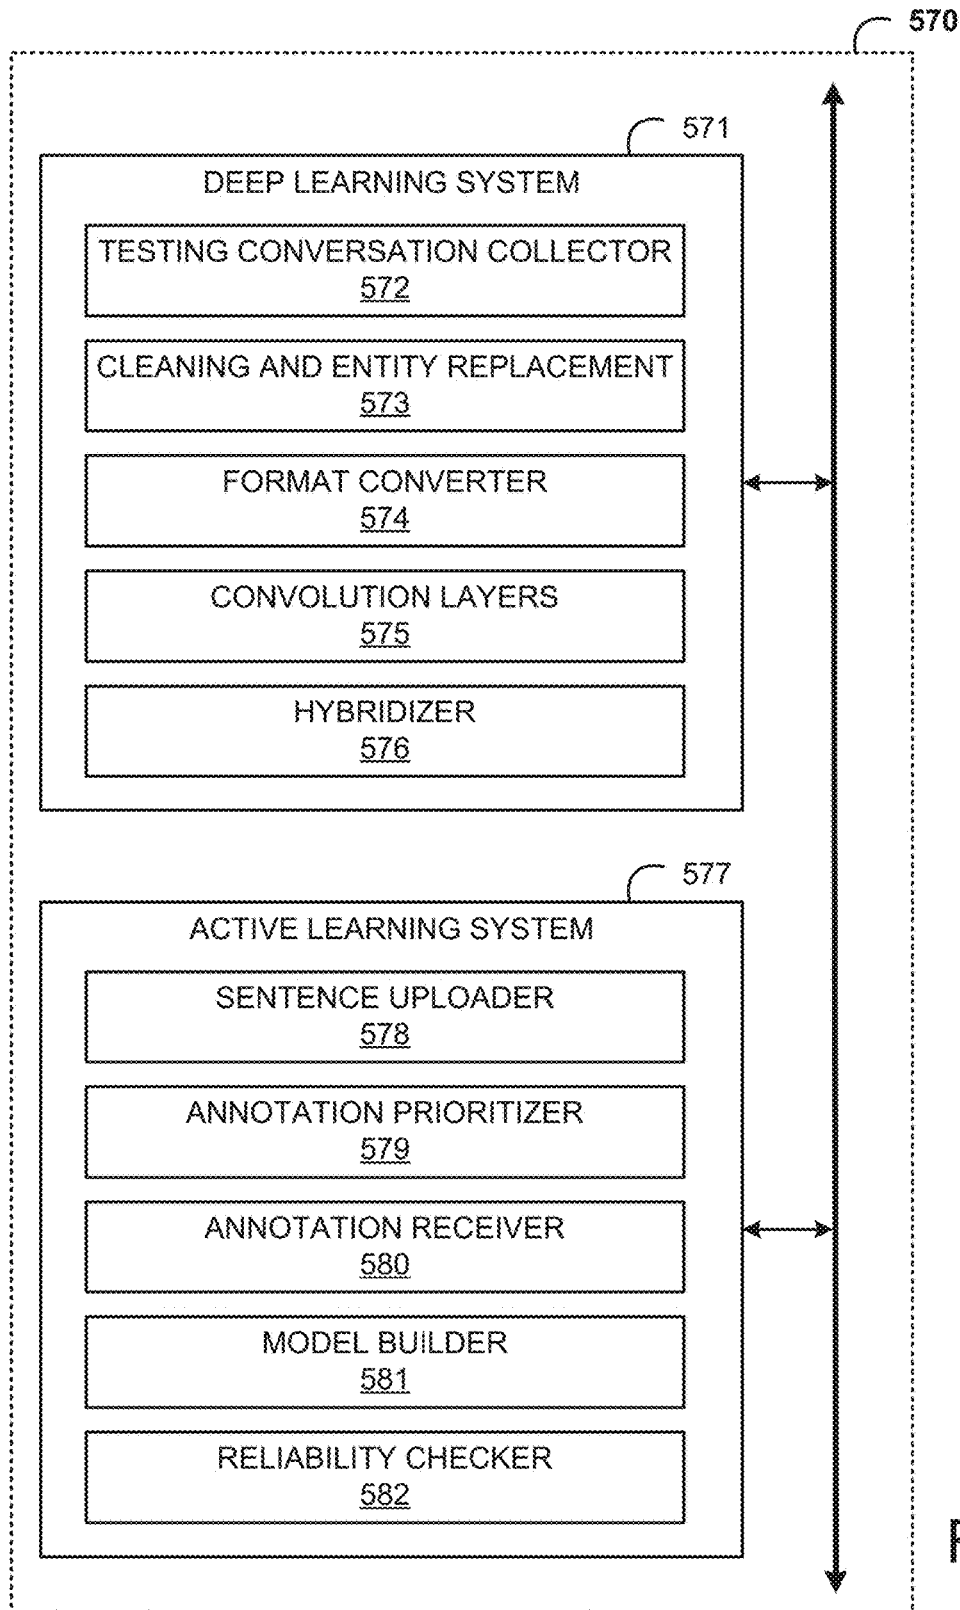 570
571
DEEP LEARNING SYSTEM
TESTING CONVERSATION COLLECTOR
572
CLEANING AND ENTITY REPLACEMENT
573
FORMAT CONVERTER
574
CONVOLUTION LAYERS
575
HYBRIDIZER
576
577
ACTIVE LEARNING SYSTEM
SENTENCE UPLOADER
578
ANNOTATION PRIORITIZER
579
ANNOTATION RECEIVER
580
MODEL BUILDER
581
RELIABILITY CHECKER
582